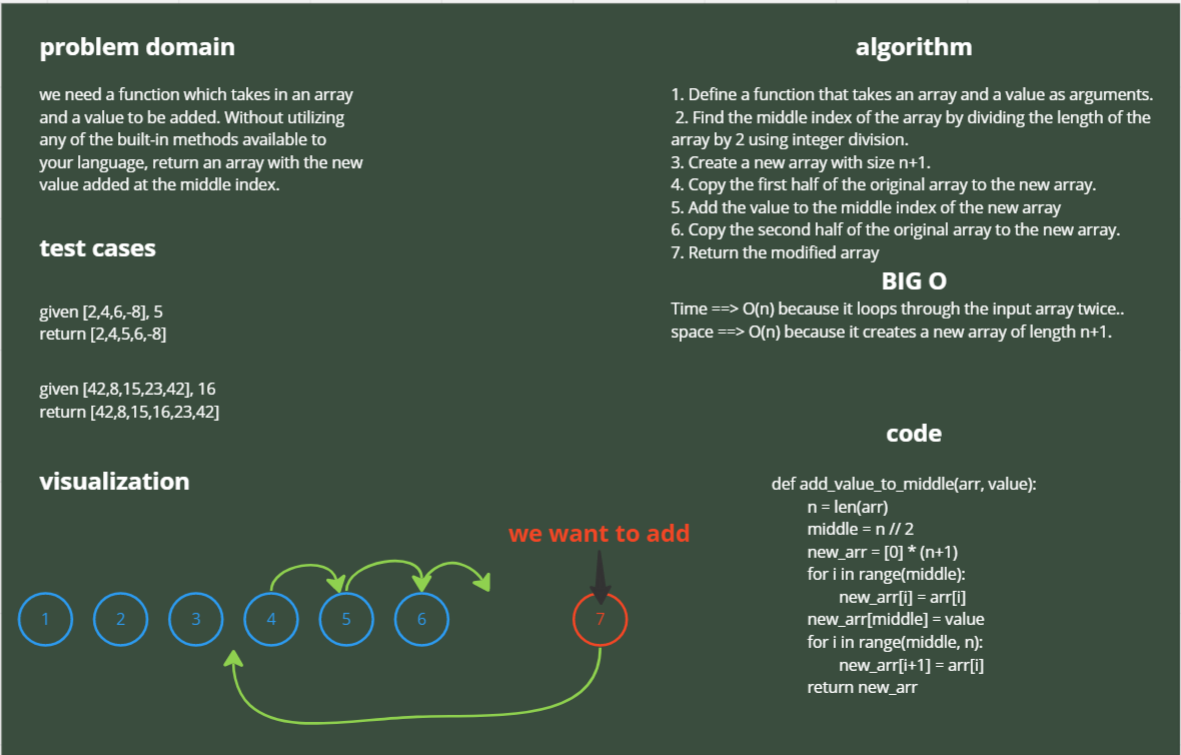 problem domain
we need a function which takes in an array
and a value to be added. Without utilizing
any of the built-in methods available to
your language, return an array with the new
value added at the middle index.
test cases
given [2,4,6,-8], 5
return [2,4,5,6,-8]
given [42,8,15,23,42], 16
return [42,8,15,16,23,42]
visualization
we want to add
1 2 3 4 5 6 7
algorithm
1. Define a function that takes an array and a value as arguments.
2. Find the middle index of the array by dividing the length of the
array by 2 using integer division.
3. Create a new array with size n+1.
4. Copy the first half of the original array to the new array.
5. Add the value to the middle index of the new array
6. Copy the second half of the original array to the new array.
7. Return the modified array
BIG O
Time ==> O(n) because it loops through the input array twice..
space ==> O(n) because it creates a new array of length n+1.
code
def add_value_to_middle(arr, value):
n = len(arr)
middle = n // 2
new_arr = [0] * (n+1)
for i in range(middle):
new_arr[i] = arr[i]
new_arr[middle] = value
for i in range(middle, n):
new_arr[i+1] = arr[i]
return new_arr